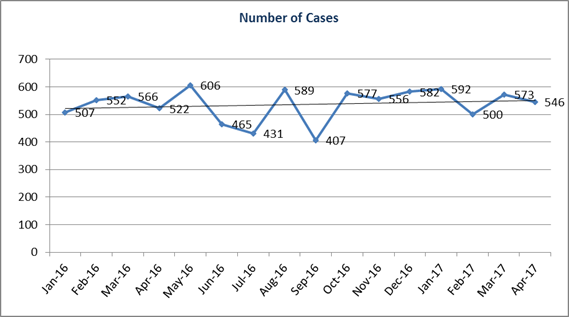 Number of Cases
700
600
500
400
300
200
100
0
507
552
566
522
606
465
431
589
407
577
556
582
592
500
573
546
Jan-16
Feb-16
Mar-16
Apr-16
May-16
Jun-16
Jul-16
Aug-16
Sep-16
Oct-16
Nov-16
Dec-16
Jan-17
Feb-17
Mar-17
Apr-17